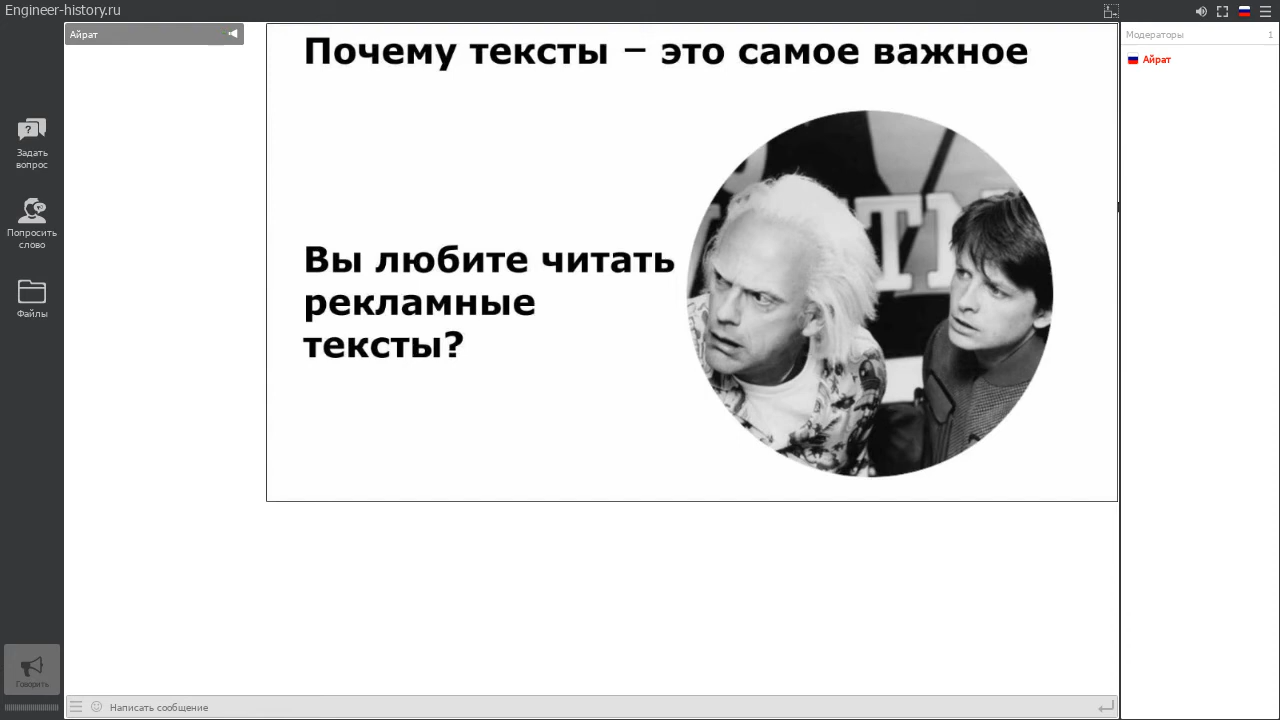 Engineer-history.ru
Айрат
Модераторы 1
Айрат
Задать
вопрос
Попросить
слово
Файлы
Говорить
Почему тексты – это самое важное
Вы любите читать
рекламные
тексты?
Написать сообщение